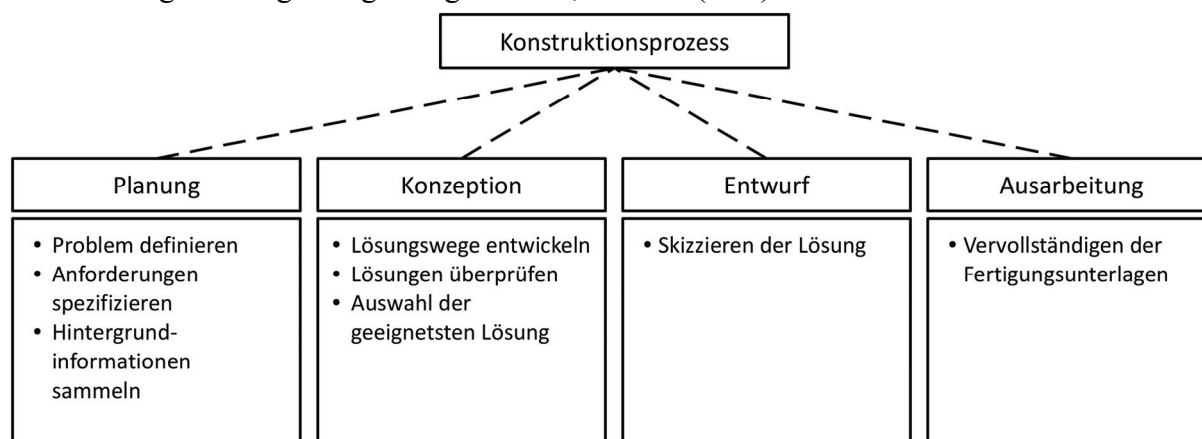 Konstruktionsprozess
Planung
Konzeption
Entwurf
Ausarbeitung
• Problem definieren
• Anforderungen
spezifizieren
• Hintergrund-
informationen
sammeln
• Lösungswege entwickeln
• Lösungen überprüfen
• Auswahl der
geeignetsten Lösung
• Skizzieren der Lösung
• Vervollständigen der
Fertigungsunterlagen